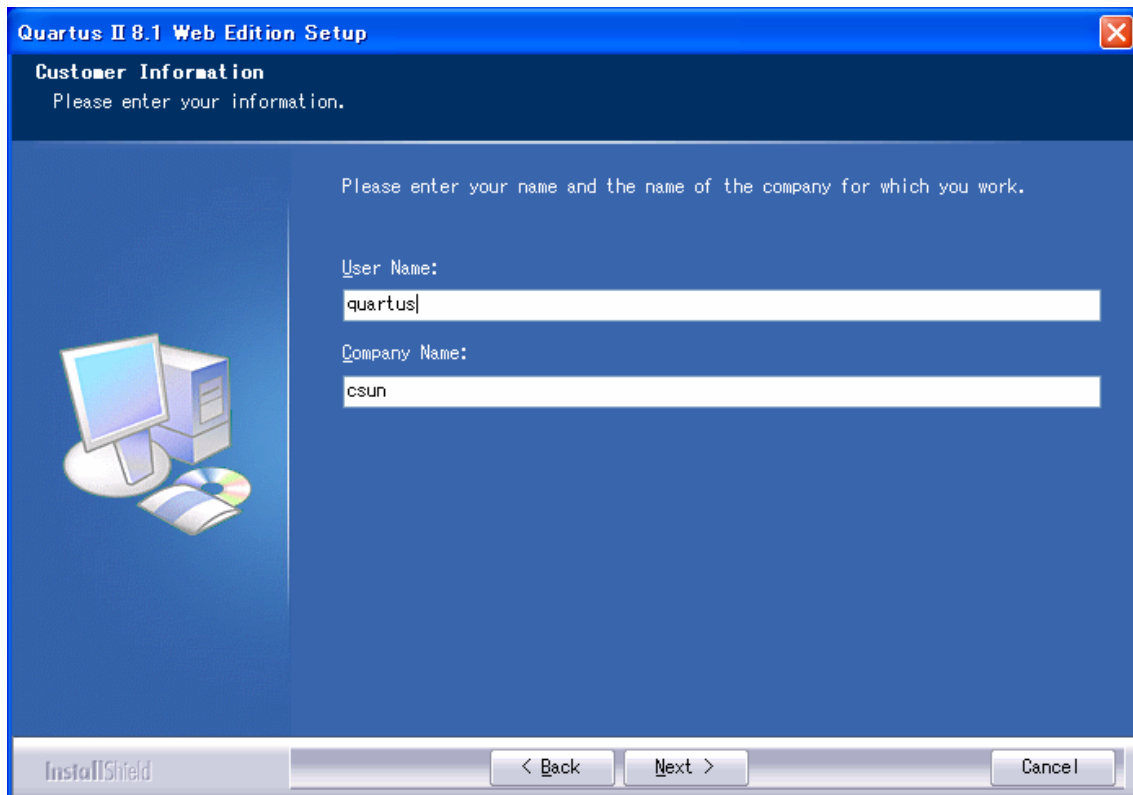 Quartus II 8.1 Web Edition Setup
Customer Information
Please enter your information.
Please enter your name and the name of the company for which you work.
User Name:
quartus
Company Name:
csun
InstallShield
< Back
Next >
Cancel